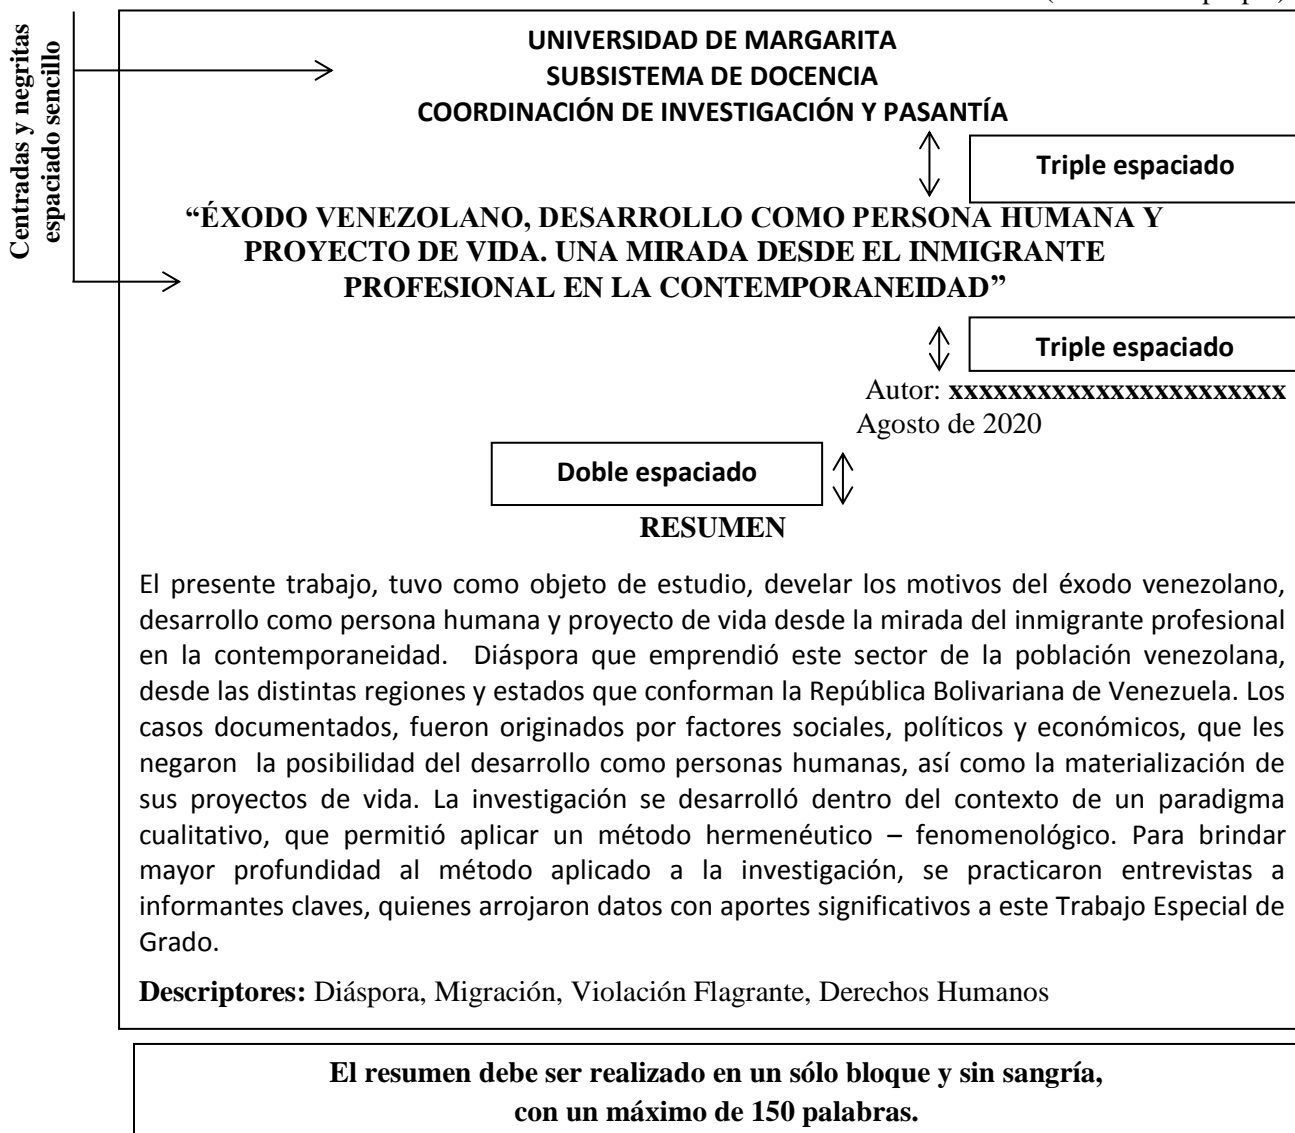 Centradas y negritas
espaciado sencillo
UNIVERSIDAD DE MARGARITA
SUBSISTEMA DE DOCENCIA
COORDINACIÓN DE INVESTIGACIÓN Y PASANTÍA
Triple espaciado
“ÉXODO VENEZOLANO, DESARROLLO COMO PERSONA HUMANA Y
PROYECTO DE VIDA. UNA MIRADA DESDE EL INMIGRANTE
PROFESIONAL EN LA CONTEMPORANEIDAD”
Triple espaciado
Autor: xxxxxxxxxxxxxxxxxxxxxxx
Agosto de 2020
Doble espaciado
RESUMEN
El presente trabajo, tuvo como objeto de estudio, develar los motivos del éxodo venezolano,
desarrollo como persona humana y proyecto de vida desde la mirada del inmigrante profesional
en la contemporaneidad. Diáspora que emprendió este sector de la población venezolana,
desde las distintas regiones y estados que conforman la República Bolivariana de Venezuela. Los
casos documentados, fueron originados por factores sociales, políticos y económicos, que les
negaron la posibilidad del desarrollo como personas humanas, así como la materialización de
sus proyectos de vida. La investigación se desarrolló dentro del contexto de un paradigma
cualitativo, que permitió aplicar un método hermenéutico – fenomenológico. Para brindar
mayor profundidad al método aplicado a la investigación, se practicaron entrevistas a
informantes claves, quienes arrojaron datos con aportes significativos a este Trabajo Especial de
Grado.
Descriptores: Diáspora, Migración, Violación Flagrante, Derechos Humanos
El resumen debe ser realizado en un sólo bloque y sin sangría,
con un máximo de 150 palabras.